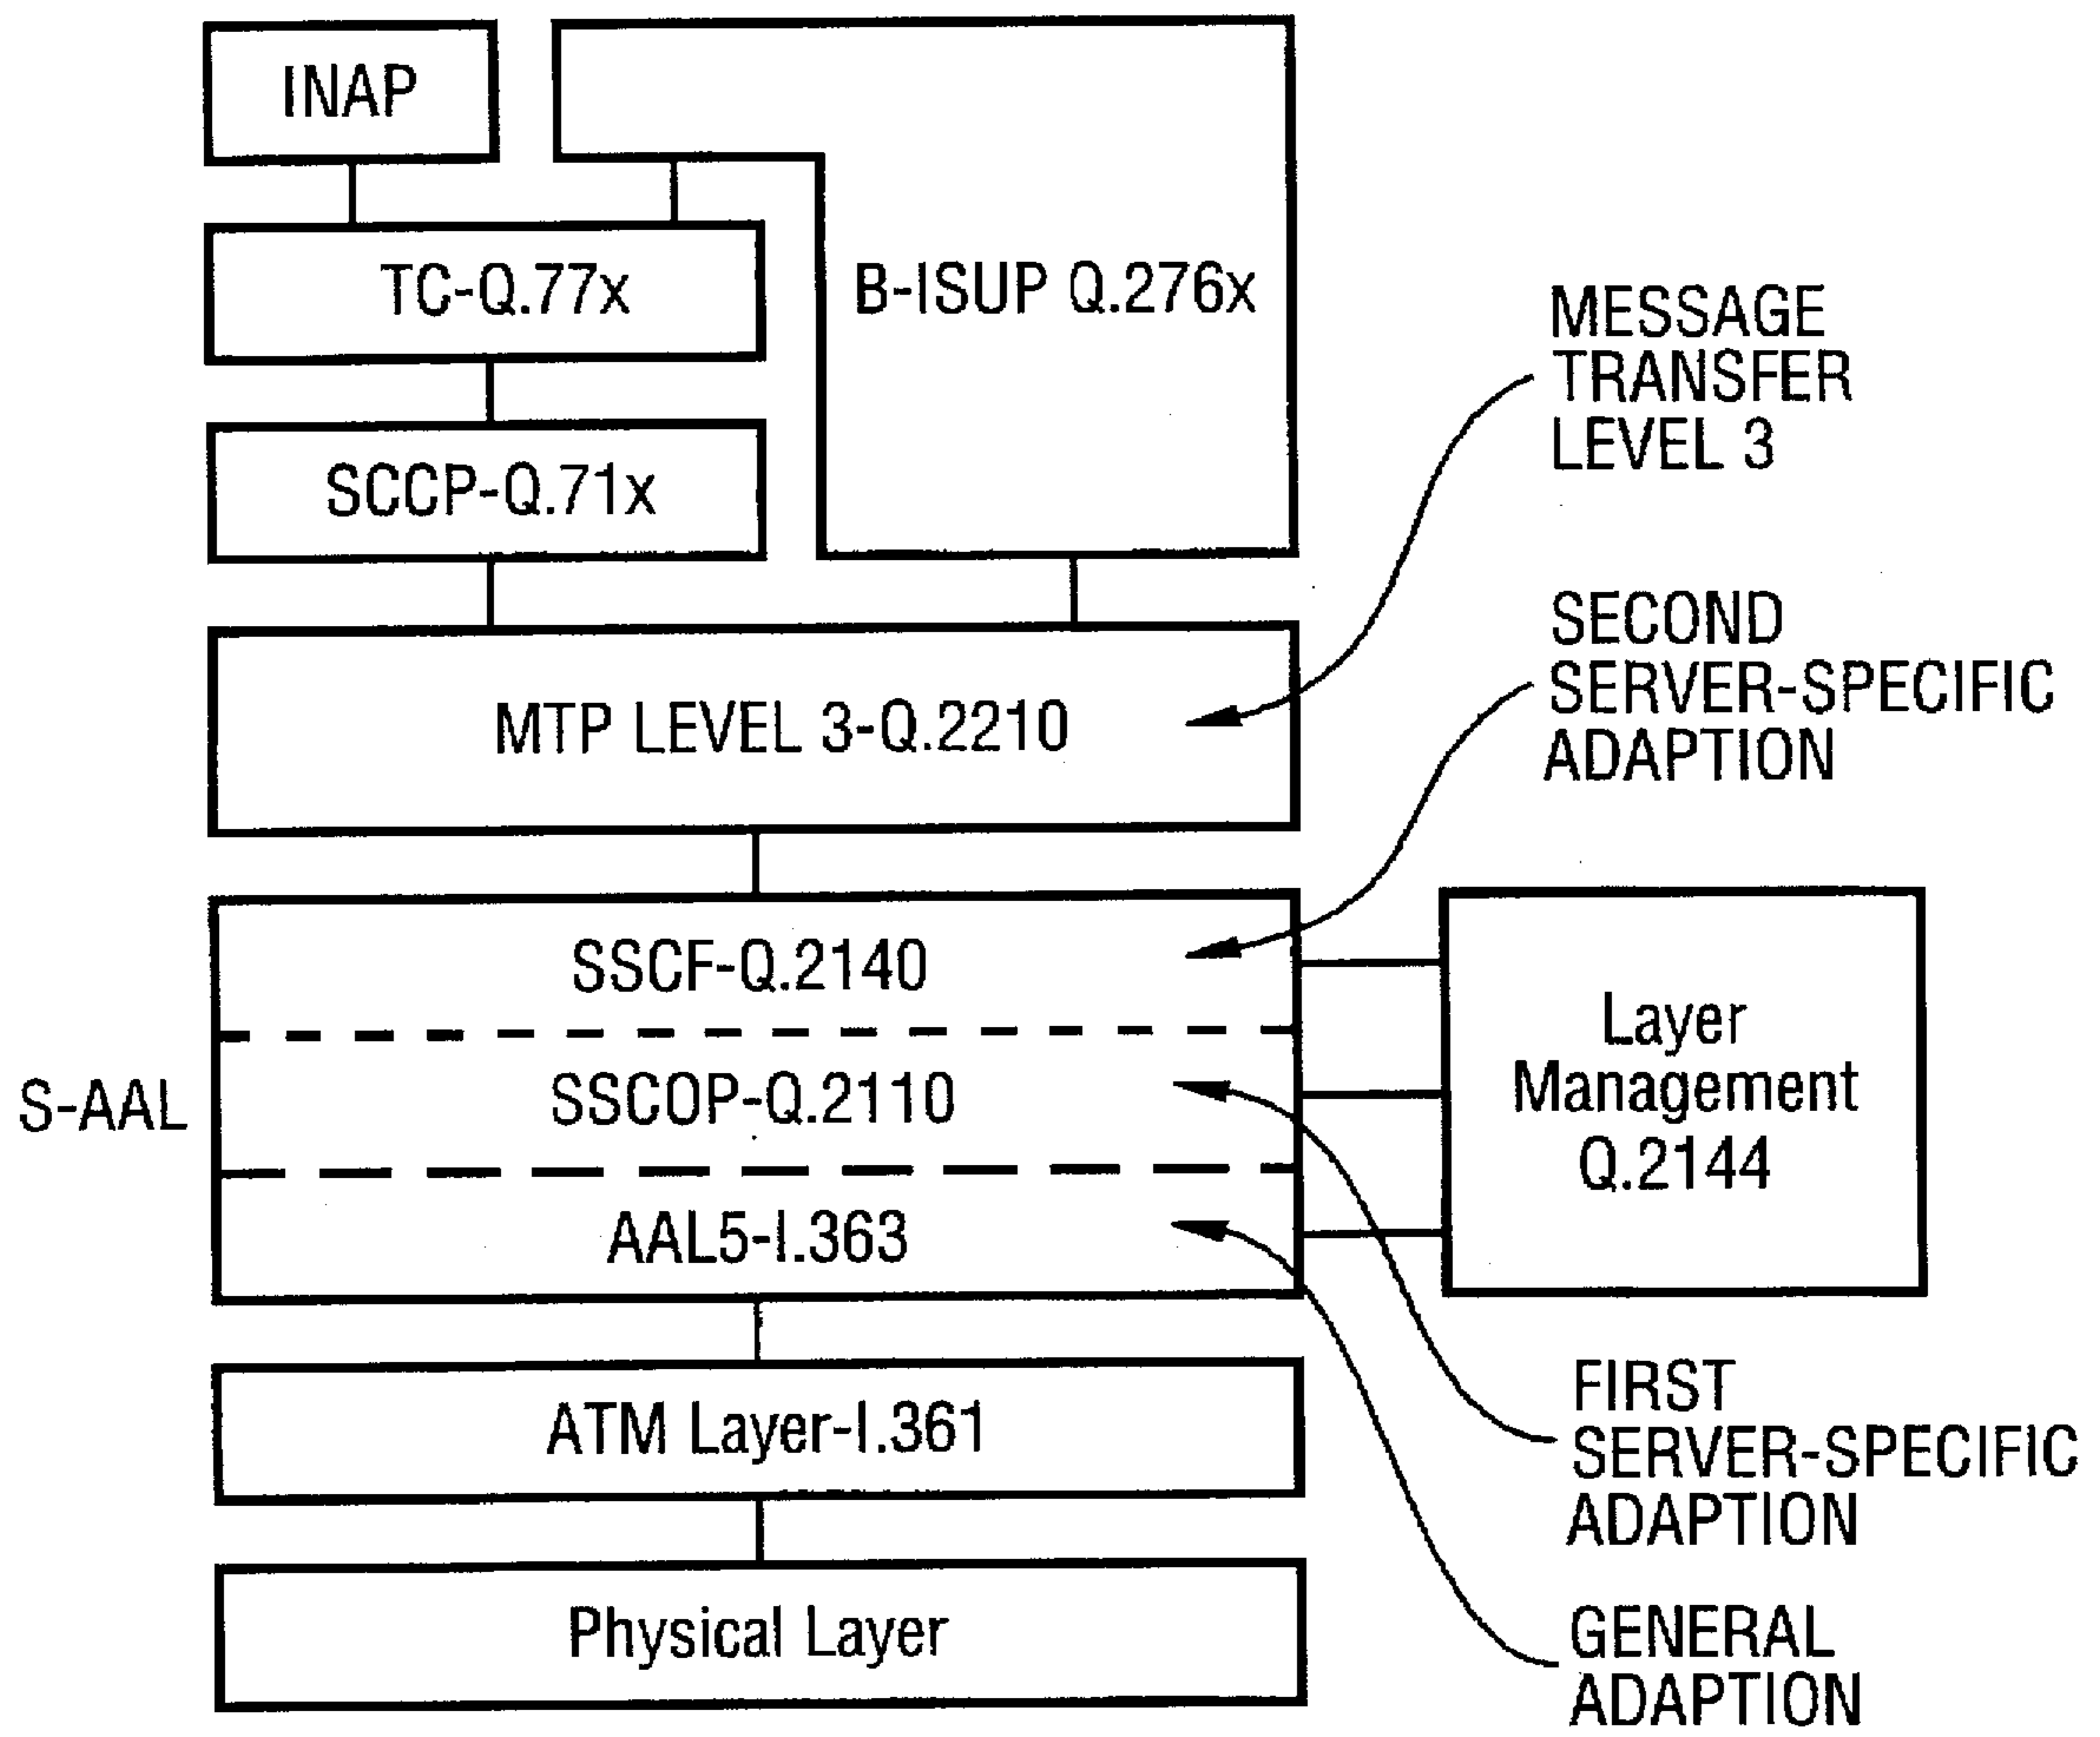 INAP
TC-Q.77x
B-ISUP Q.276x
SCCP-Q.71x
MESSAGE
TRANSFER
LEVEL 3
MTP LEVEL 3-Q.2210
SECOND
SERVER-SPECIFIC
ADAPTION
S-AAL
SSCF-Q.2140
SSCOP-Q.2110
AAL5-I.363
Layer
Management
Q.2144
ATM Layer-I.361
FIRST
SERVER-SPECIFIC
ADAPTION
Physical Layer
GENERAL
ADAPTION